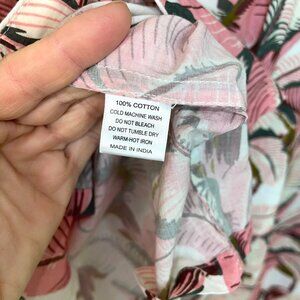 100% COTTON
COLD MACHINE WASH
DO NOT BLEACH
DO NOT TUMBLE DRY
WARM-HOT IRON
MADE IN INDIA